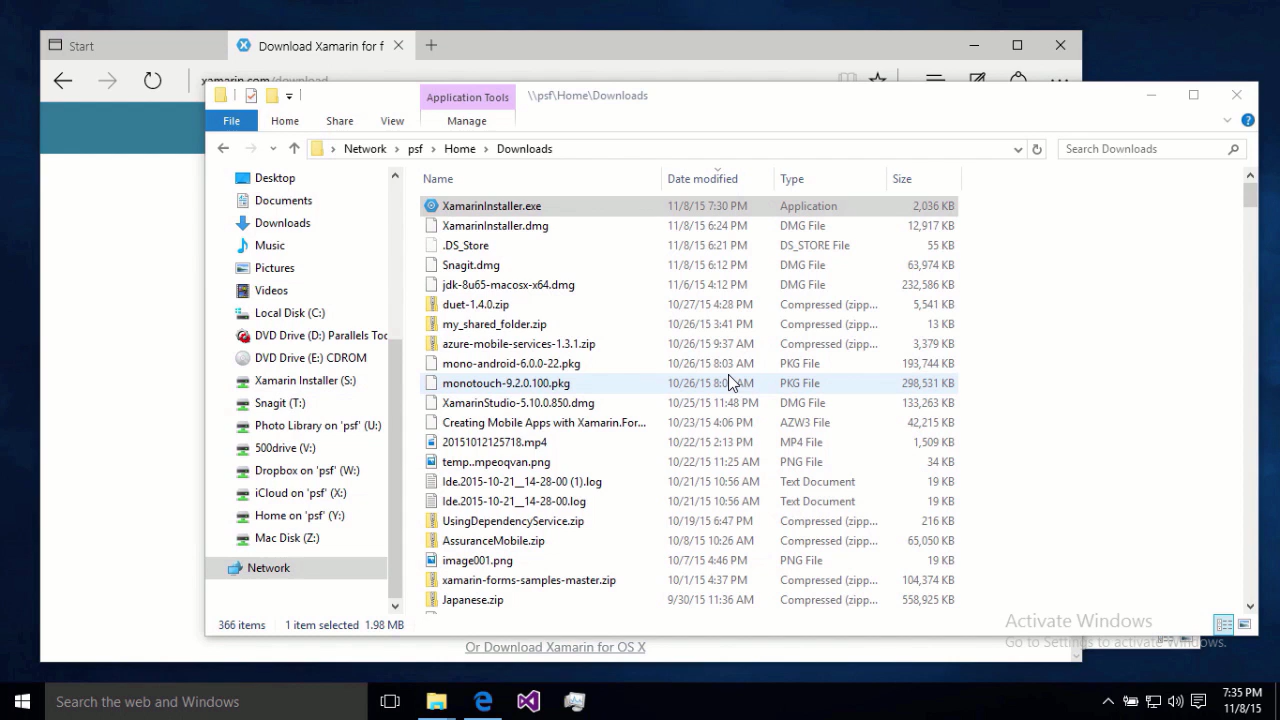 Start
Download Xamarin for f
xamarin.com/download
Application Tools
\\psf\Home\Downloads
File Home Share View Manage
Network psf Home Downloads
Search Downloads
Name Date modified Type Size
Desktop
Documents
Downloads
Music
Pictures
Videos
Local Disk (C:)
DVD Drive (D:) Parallels Too
DVD Drive (E:) CDROM
Xamarin Installer (S:)
Snagit (T:)
Photo Library on 'psf' (U:)
500drive (V:)
Dropbox on 'psf' (W:)
iCloud on 'psf' (X:)
Home on 'psf' (Y:)
Mac Disk (Z:)
Network
XamarinInstaller.exe 11/8/15 7:30 PM Application 2,036 KB
XamarinInstaller.dmg 11/8/15 6:24 PM DMG File 12,917 KB
.DS_Store 11/8/15 6:21 PM DS_STORE File 55 KB
Snagit.dmg 11/8/15 6:12 PM DMG File 63,974 KB
jdk-8u65-macosx-x64.dmg 11/6/15 4:12 PM DMG File 232,586 KB
duet-1.4.0.zip 10/27/15 4:28 PM Compressed (zipp... 5,541 KB
my_shared_folder.zip 10/26/15 3:41 PM Compressed (zipp... 13 KB
azure-mobile-services-1.3.1.zip 10/26/15 9:37 AM Compressed (zipp... 3,379 KB
mono-android-6.0.0-22.pkg 10/26/15 8:03 AM PKG File 193,744 KB
monotouch-9.2.0.100.pkg 10/26/15 AM PKG File 298,531 KB
XamarinStudio-5.10.0.850.dmg 10/25/15 11:48 PM DMG File 133,263 KB
Creating Mobile Apps with Xamarin.For... 10/23/15 4:06 PM AZW3 File 42,215 KB
20151012125718.mp4 10/22/15 2:13 PM MP4 File 1,509 KB
temp..mpeoqvan.png 10/22/15 11:25 AM PNG File 34 KB
Ide.2015-10-21__14-28-00 (1).log 10/21/15 10:56 AM Text Document 19 KB
Ide.2015-10-21__14-28-00.log 10/21/15 10:56 AM Text Document 19 KB
UsingDependencyService.zip 10/19/15 6:47 PM Compressed (zipp... 216 KB
AssuranceMobile.zip 10/8/15 10:26 AM Compressed (zipp... 65,050 KB
image001.png 10/7/15 4:46 PM PNG File 19 KB
xamarin-forms-samples-master.zip 10/1/15 4:37 PM Compressed (zipp... 104,374 KB
Japanese.zip 9/30/15 11:36 AM Compressed (zipp... 558,925 KB
366 items 1 item selected 1.98 MB
Activate Windows
Go to Settings to activate Windows.
Or Download Xamarin for OS X
Search the web and Windows
7:35 PM
11/8/15